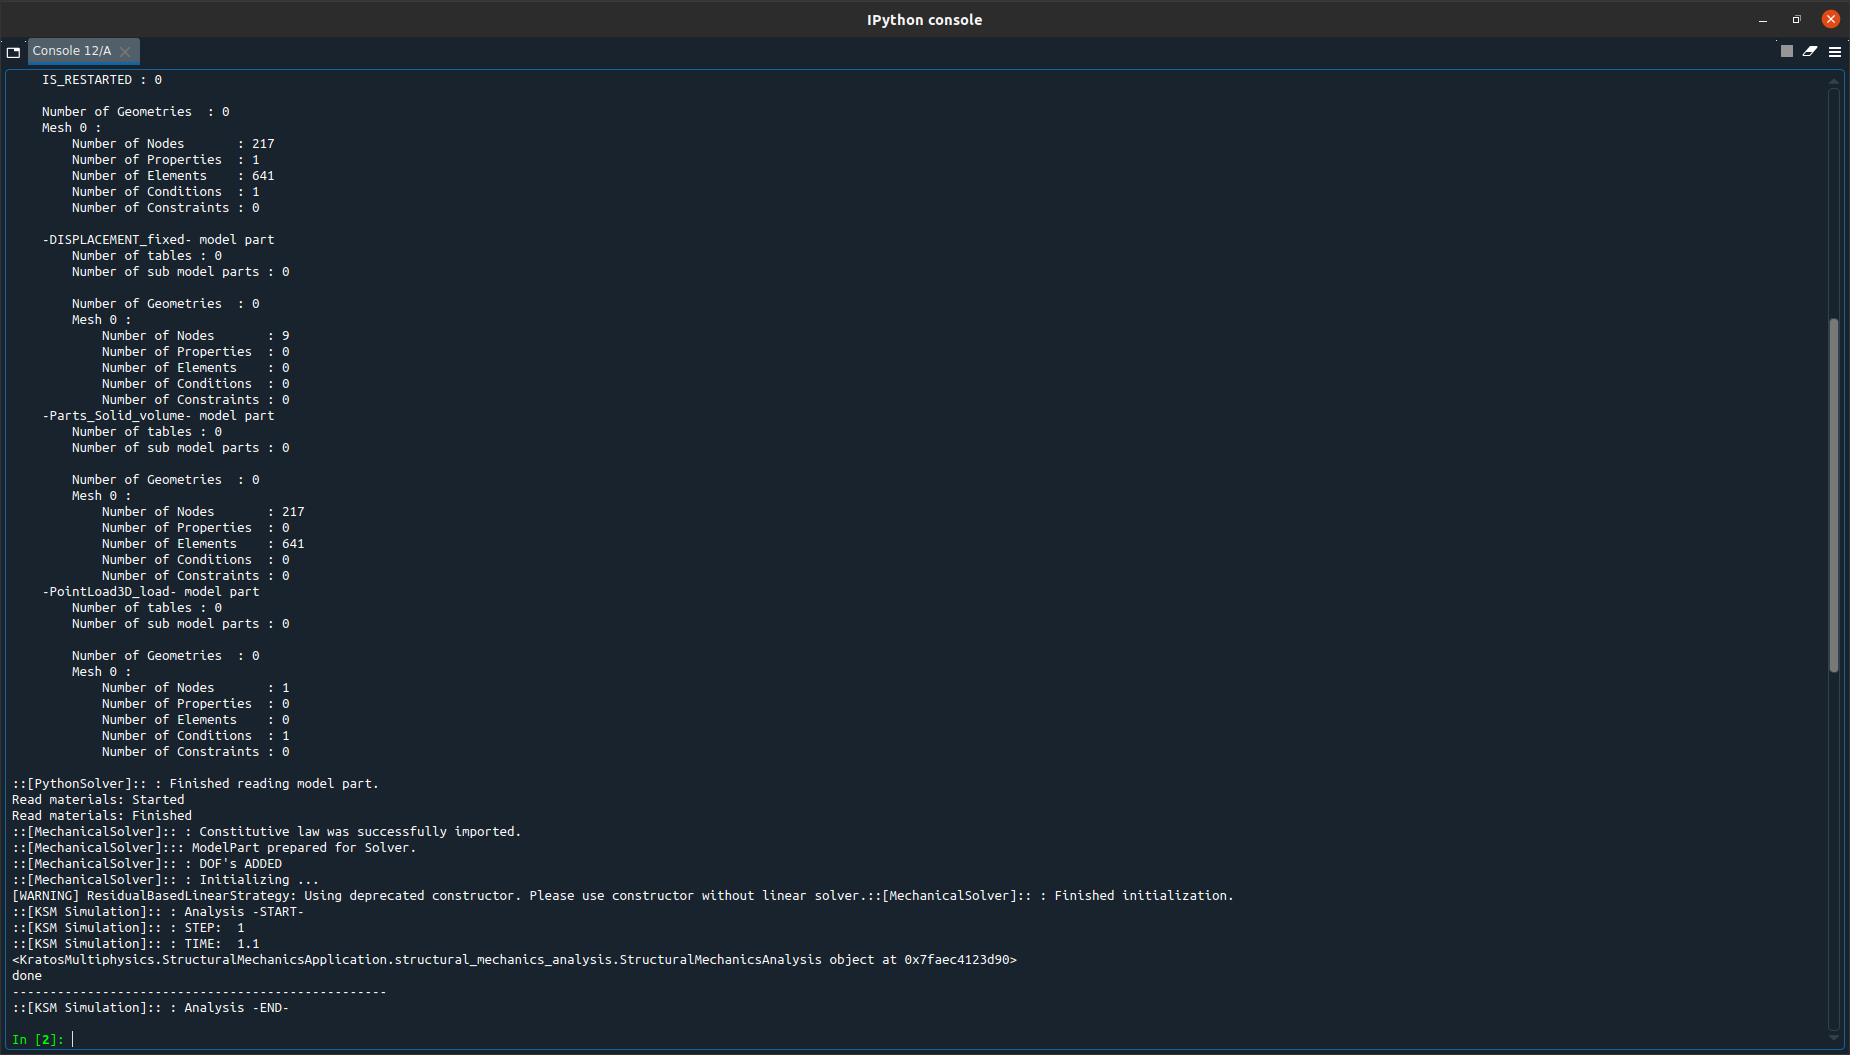 IPython console
Console 12/A
IS_RESTARTED : 0
Number of Geometries  : 0
Mesh 0 :
Number of Nodes       : 217
Number of Properties  : 1
Number of Elements    : 641
Number of Conditions  : 1
Number of Constraints : 0
-DISPLACEMENT_fixed- model part
Number of tables : 0
Number of sub model parts : 0
Number of Geometries  : 0
Mesh 0 :
Number of Nodes       : 9
Number of Properties  : 0
Number of Elements    : 0
Number of Conditions  : 0
Number of Constraints : 0
-Parts_Solid_volume- model part
Number of tables : 0
Number of sub model parts : 0
Number of Geometries  : 0
Mesh 0 :
Number of Nodes       : 217
Number of Properties  : 0
Number of Elements    : 641
Number of Conditions  : 0
Number of Constraints : 0
-PointLoad3D_load- model part
Number of tables : 0
Number of sub model parts : 0
Number of Geometries  : 0
Mesh 0 :
Number of Nodes       : 1
Number of Properties  : 0
Number of Elements    : 0
Number of Conditions  : 1
Number of Constraints : 0
::[PythonSolver]:: : Finished reading model part.
Read materials: Started
Read materials: Finished
::[MechanicalSolver]:: : Constitutive law was successfully imported.
::[MechanicalSolver]::: ModelPart prepared for Solver.
::[MechanicalSolver]:: : DOF's ADDED
::[MechanicalSolver]:: : Initializing ...
[WARNING] ResidualBasedLinearStrategy: Using deprecated constructor. Please use constructor without linear solver.::[MechanicalSolver]:: : Finished initialization.
::[KSM Simulation]:: : Analysis -START-
::[KSM Simulation]:: : STEP:  1
::[KSM Simulation]:: : TIME:  1.1
<KratosMultiphysics.StructuralMechanicsApplication.structural_mechanics_analysis.StructuralMechanicsAnalysis object at 0x7faec4123d90>
done
--------------------------------------------------
::[KSM Simulation]:: : Analysis -END-
In [2]: